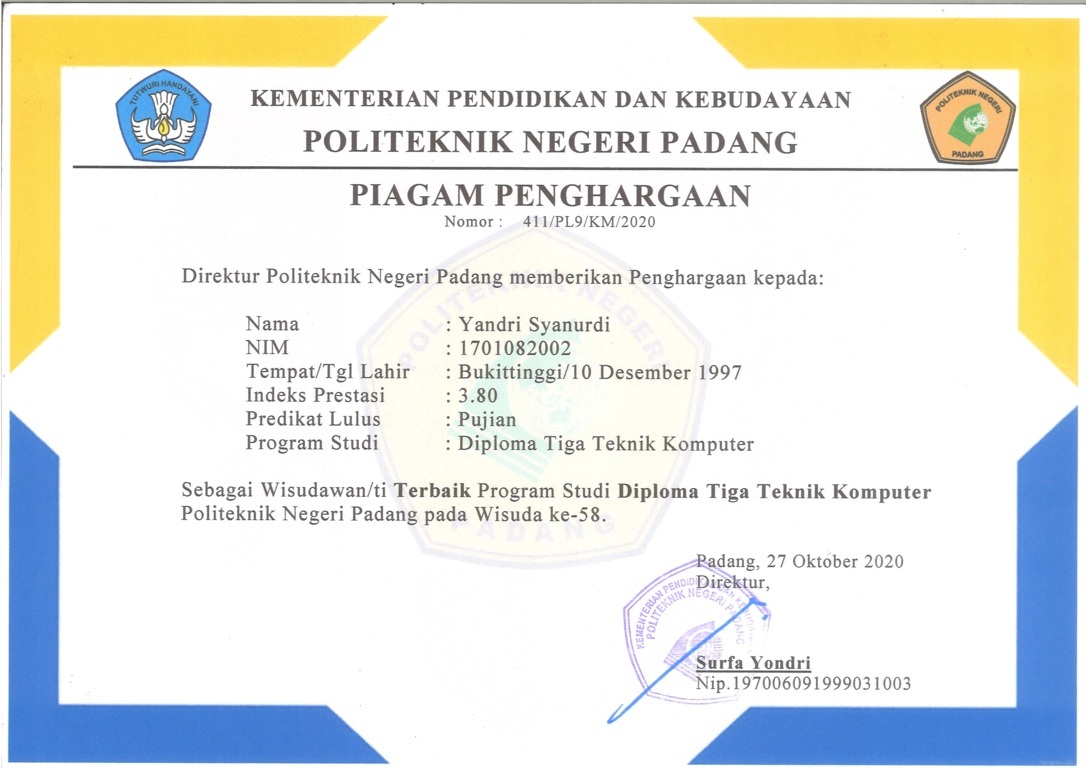 TUTWURI HANDAYANI
KEMENTERIAN PENDIDIKAN DAN KEBUDAYAAN
POLITEKNIK NEGERI PADANG
POLITEKNIK NEGERI
PADANG
PIAGAM PENGHARGAAN
Nomor : 411/PL9/KM/2020
Direktur Politeknik Negeri Padang memberikan Penghargaan kepada:
Nama : Yandri Syanurdi
NIM : 1701082002
Tempat/Tgl Lahir : Bukittinggi/10 Desember 1997
Indeks Prestasi : 3.80
Predikat Lulus : Pujian
Program Studi : Diploma Tiga Teknik Komputer
Sebagai Wisudawan/ti Terbaik Program Studi Diploma Tiga Teknik Komputer
Politeknik Negeri Padang pada Wisuda ke-58.
POLITEKNIK NEGERI
PADANG
Padang, 27 Oktober 2020
Direktur,
KEMENTERIAN PENDIDIKAN DAN KEBUDAYAAN
POLITEKNIK NEGERI PADANG
Surfa Yondri
Nip.197006091999031003